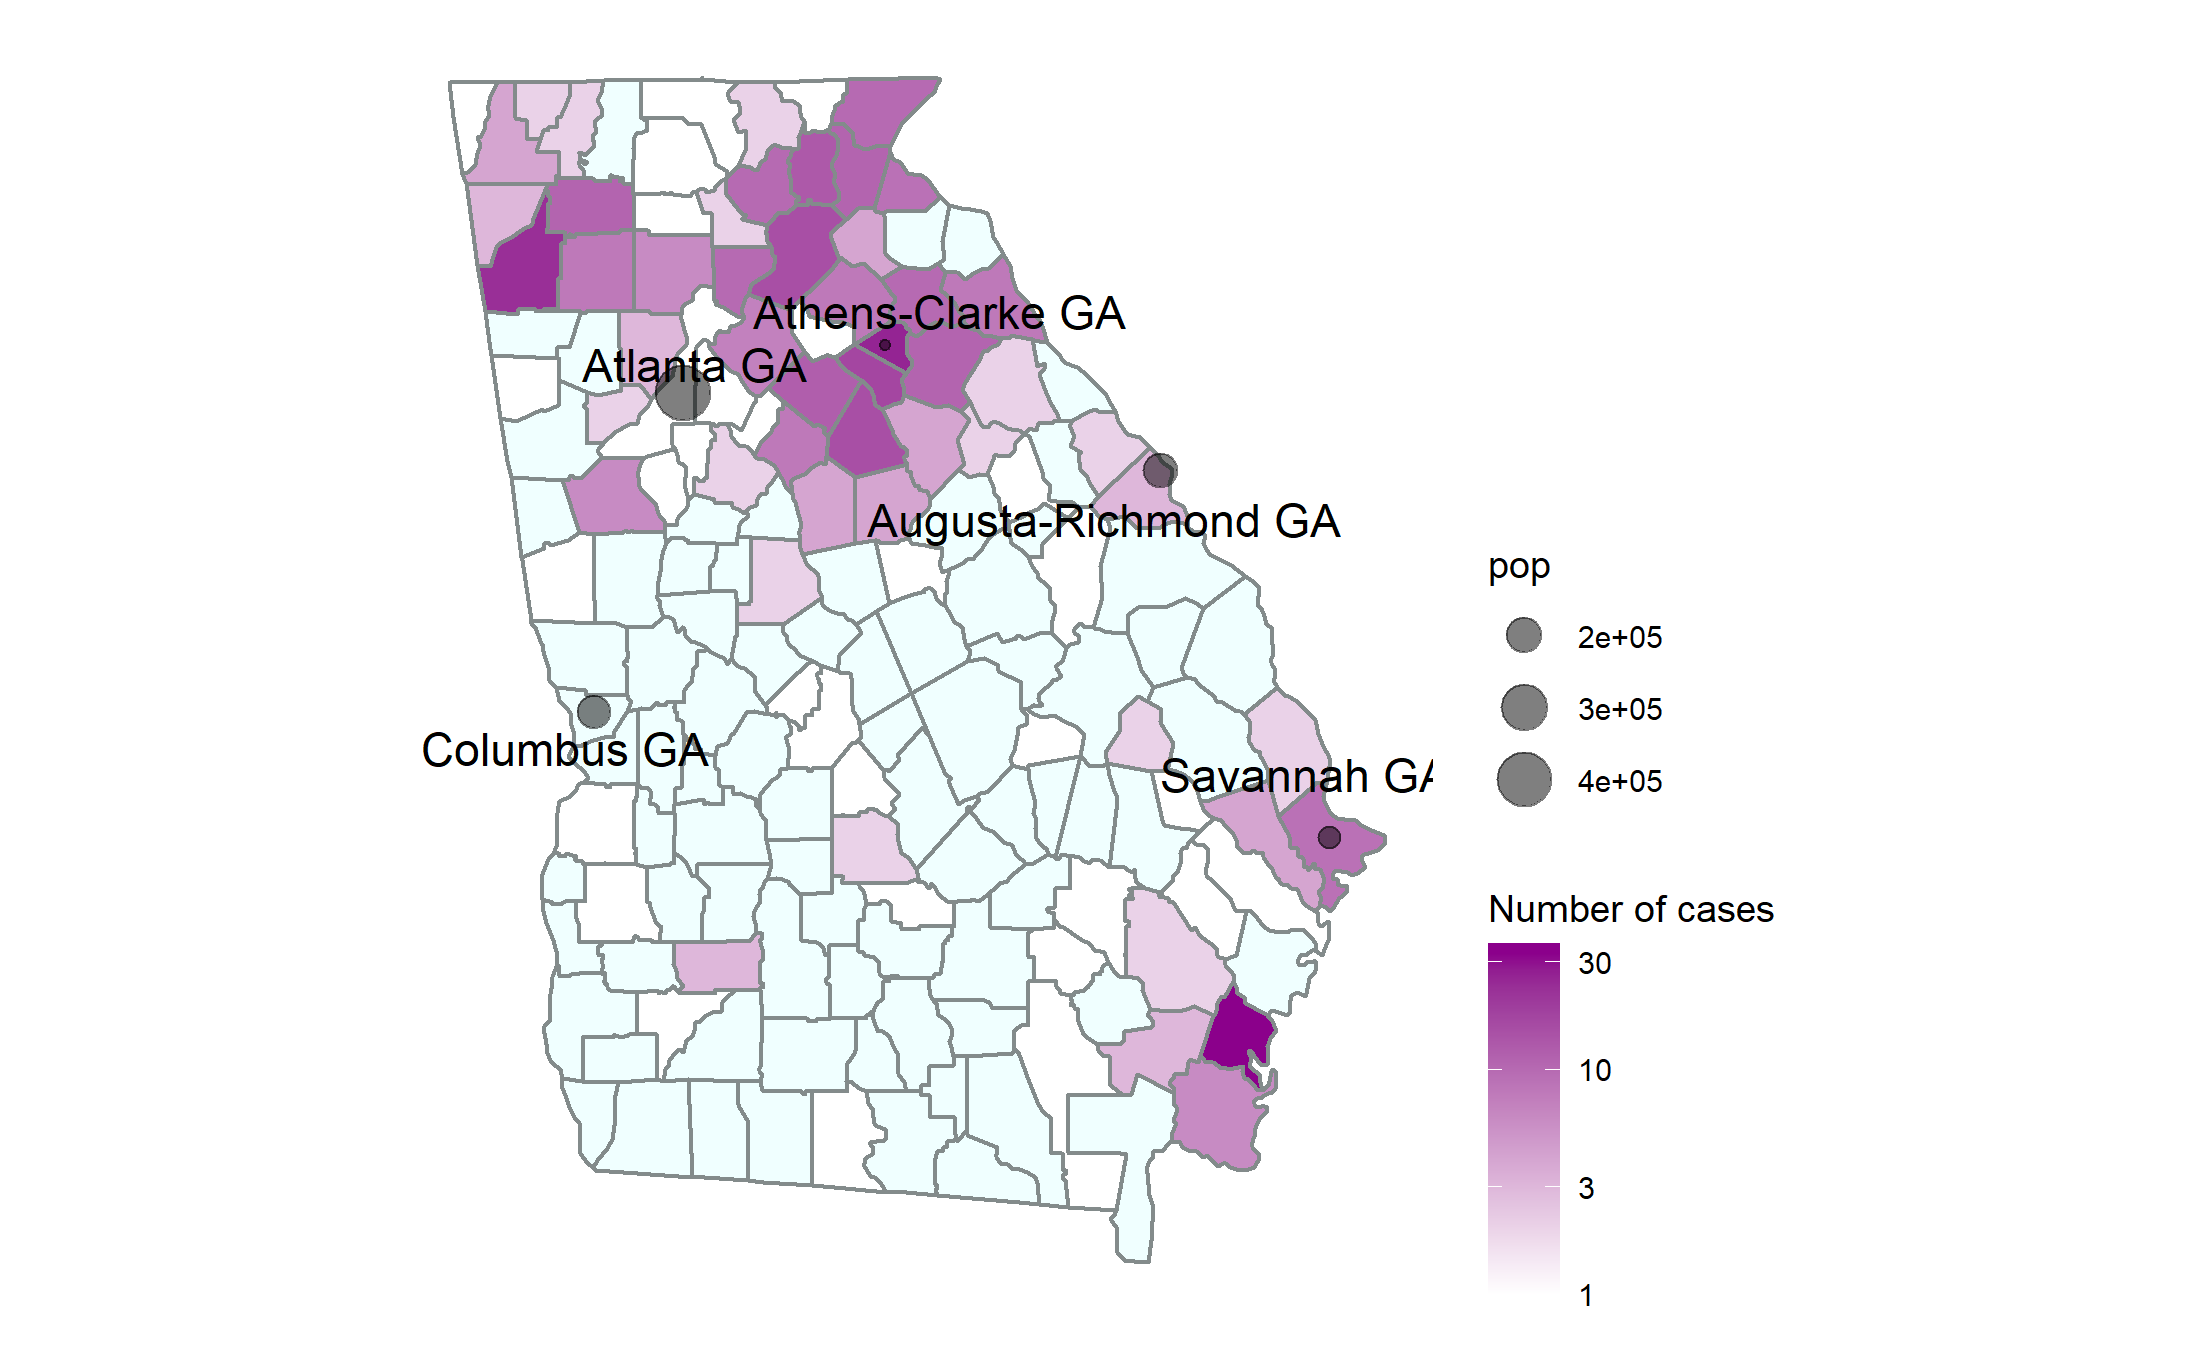 Athens-Clarke GA
Atlanta GA
Augusta-Richmond GA
Columbus GA
Savannah GA
pop
2e+05
3e+05
4e+05
Number of cases
30
10
3
1